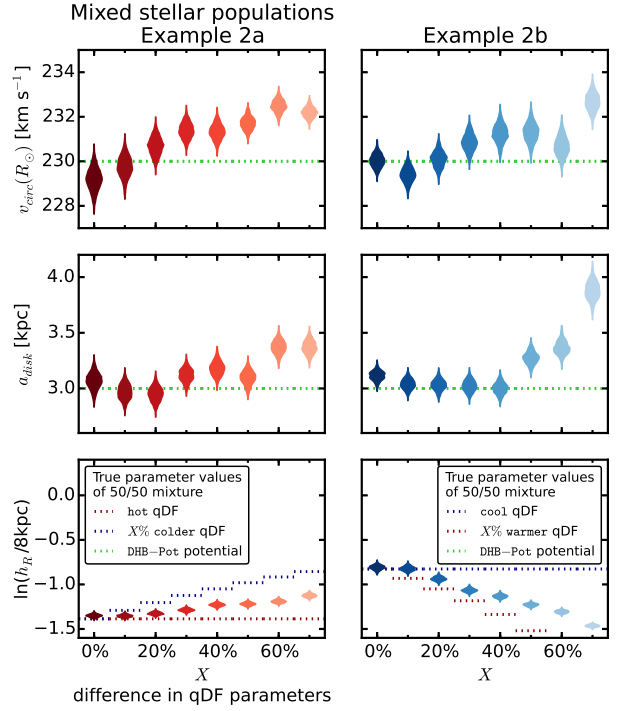 Mixed stellar populations
Example 2a
Example 2b
234
232
230
228
v_circ(R_⊙) [km s⁻¹]
4.0
3.5
3.0
a_disk [kpc]
0.0
−0.5
−1.0
−1.5
ln(h_R/8kpc)
True parameter values
of 50/50 mixture
hot qDF
X% colder qDF
DHB−Pot potential
True parameter values
of 50/50 mixture
cool qDF
X% warmer qDF
DHB−Pot potential
0% 20% 40% 60%
0% 20% 40% 60%
X
X
difference in qDF parameters